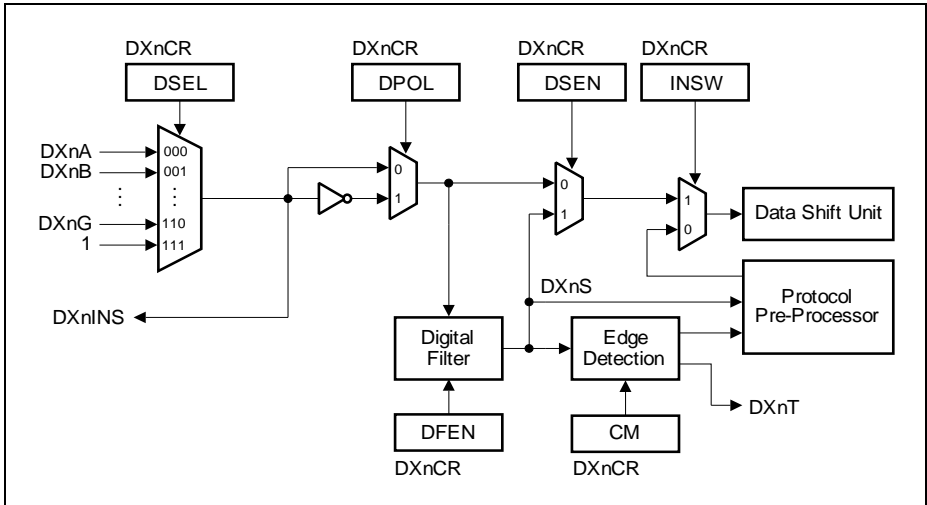 DXnCR
DXnCR
DXnCR
DXnCR
DSEL
DPOL
DSEN
INSW
DXnA
000
DXnB
001
0
0
1
1
1
0
Data Shift Unit
DXnG
110
1
111
DXnS
Protocol
Pre-Processor
DXnINS
Digital
Filter
Edge
Detection
DXnT
DFEN
CM
DXnCR
DXnCR